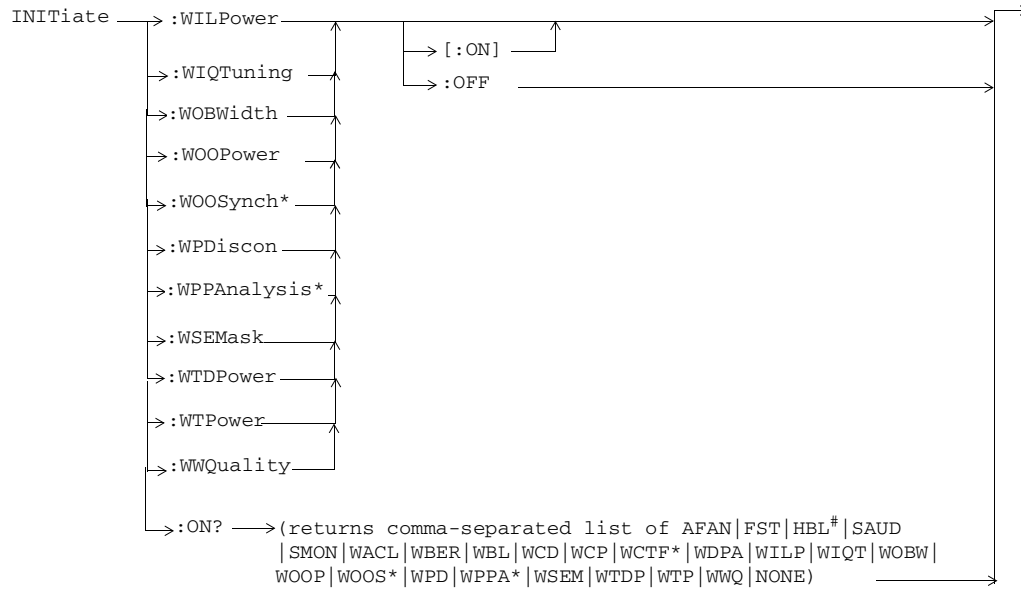 INITiate :WILPower
[:ON]
:OFF
:WIQTuning
:WOBWidth
:WOOPower
:WOOSynch*
:WPDiscon
:WPPAnalysis*
:WSEMask
:WTDPower
:WTPower
:WWQuality
:ON? (returns comma-separated list of AFAN|FST|HBL#|SAUD
|SMON|WACL|WBER|WBL|WCD|WCP|WCTF*|WDPA|WILP|WIQT|WOBW|
WOOP|WOOS*|WPD|WPPA*|WSEM|WTDP|WTP|WWQ|NONE)